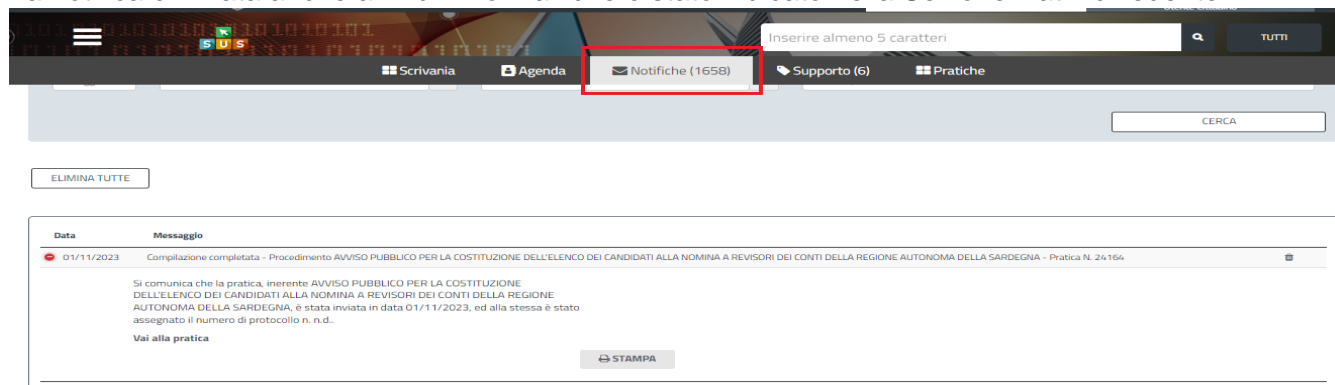 Utente Cittadino
SUS
Inserire almeno 5 caratteri
TUTTI
Scrivania
Agenda
Notifiche (1658)
Supporto (6)
Pratiche
CERCA
ELIMINA TUTTE
Data Messaggio
01/11/2023 Compilazione completata - Procedimento AVVISO PUBBLICO PER LA COSTITUZIONE DELL'ELENCO DEI CANDIDATI ALLA NOMINA A REVISORI DEI CONTI DELLA REGIONE AUTONOMA DELLA SARDEGNA - Pratica N. 24164
Si comunica che la pratica, inerente AVVISO PUBBLICO PER LA COSTITUZIONE
DELL'ELENCO DEI CANDIDATI ALLA NOMINA A REVISORI DEI CONTI DELLA REGIONE
AUTONOMA DELLA SARDEGNA, è stata inviata in data 01/11/2023, ed alla stessa è stato
assegnato il numero di protocollo n. n.d..
Vai alla pratica
STAMPA